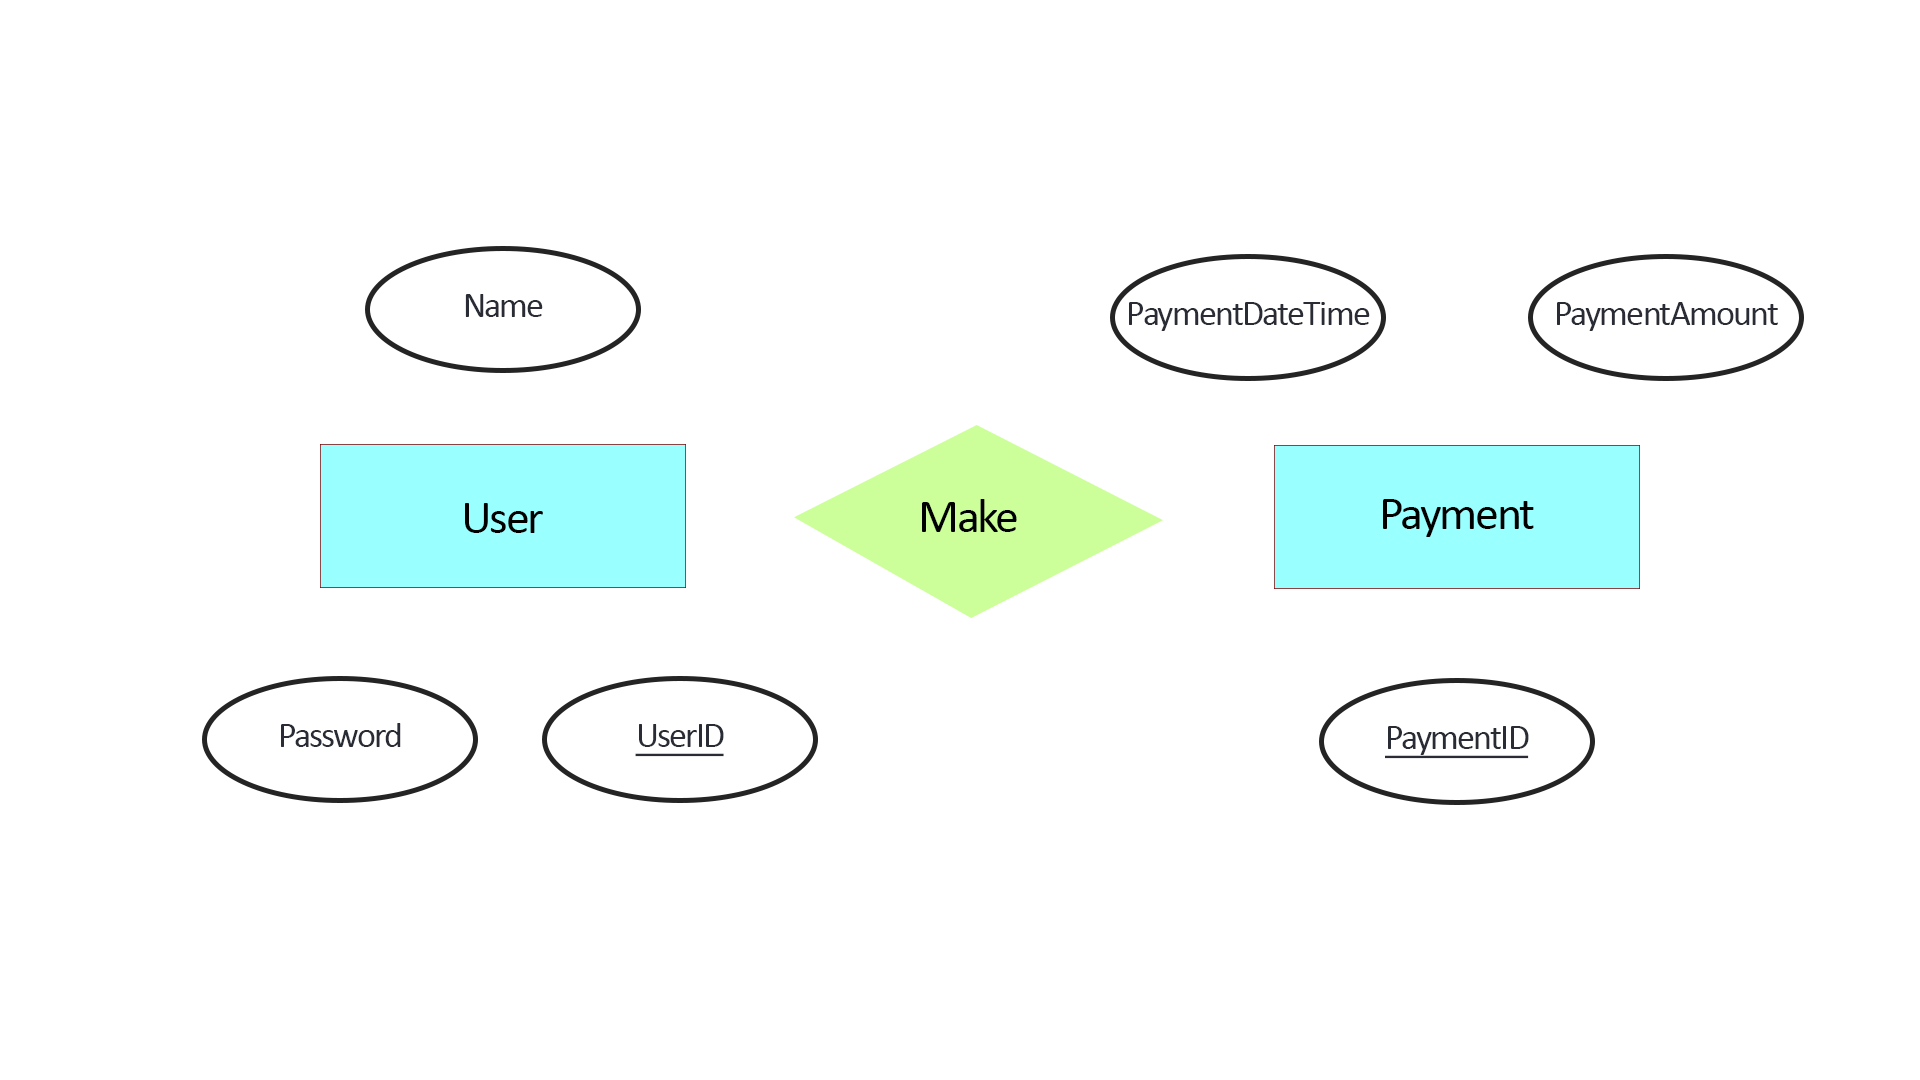 Name
PaymentDateTime
PaymentAmount
User
Make
Payment
Password
UserID
PaymentID